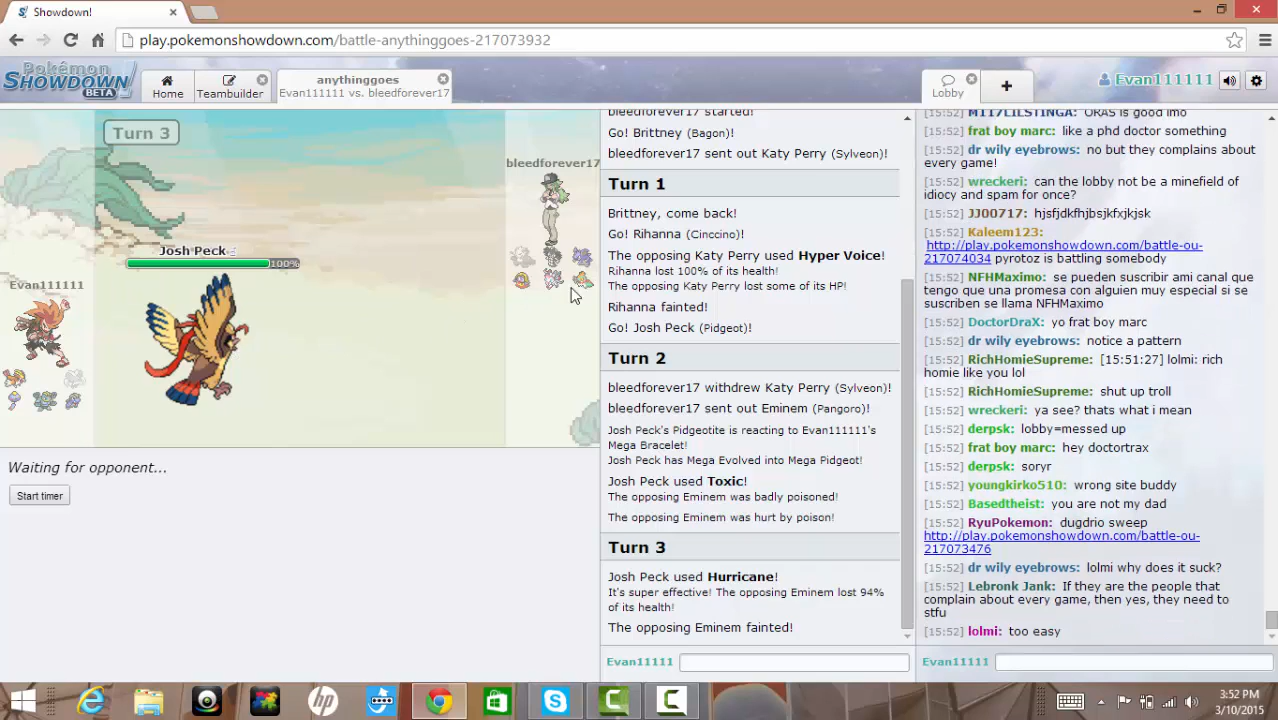 Showdown!
play.pokemonshowdown.com/battle-anythinggoes-217073932
Pokémon
SHOWDOWN
BETA
Home
Teambuilder
anythinggoes
Evan111111 vs. bleedforever17
Lobby
Evan111111
Turn 3
bleedforever17
Josh Peck
100%
Evan111111
Waiting for opponent...
Start timer
bleedforever17 started!
Go! Brittney (Bagon)!
bleedforever17 sent out Katy Perry (Sylveon)!
Turn 1
Brittney, come back!
Go! Rihanna (Cinccino)!
The opposing Katy Perry used Hyper Voice!
Rihanna lost 100% of its health!
The opposing Katy Perry lost some of its HP!
Rihanna fainted!
Go! Josh Peck (Pidgeot)!
Turn 2
bleedforever17 withdrew Katy Perry (Sylveon)!
bleedforever17 sent out Eminem (Pangoro)!
Josh Peck's Pidgeotite is reacting to Evan111111's
Mega Bracelet!
Josh Peck has Mega Evolved into Mega Pidgeot!
Josh Peck used Toxic!
The opposing Eminem was badly poisoned!
The opposing Eminem was hurt by poison!
Turn 3
Josh Peck used Hurricane!
It's super effective! The opposing Eminem lost 94%
of its health!
The opposing Eminem fainted!
Evan11111
[15:52] M117LILSTINGA: ORAS is good imo
[15:52] frat boy marc: like a phd doctor something
[15:52] dr wily eyebrows: no but they complains about
every game!
[15:52] wreckeri: can the lobby not be a minefield of
idiocy and spam for once?
[15:52] JJ00717: hjsfjdkfhjbsjkfxjkjsk
[15:52] Kaleem123:
http://play.pokemonshowdown.com/battle-ou-
217074034 pyrotoz is battling somebody
[15:52] NFHMaximo: se pueden suscribir ami canal que
tengo que una promesa con alguien muy especial si se
suscriben se llama NFHMaximo
[15:52] DoctorDraX: yo frat boy marc
[15:52] dr wily eyebrows: notice a pattern
[15:52] RichHomieSupreme: [15:51:27] lolmi: rich
homie like you lol
[15:52] RichHomieSupreme: shut up troll
[15:52] wreckeri: ya see? thats what i mean
[15:52] derpsk: lobby=messed up
[15:52] frat boy marc: hey doctortrax
[15:52] derpsk: soryr
[15:52] youngkirko510: wrong site buddy
[15:52] Basedtheist: you are not my dad
[15:52] RyuPokemon: dugdrio sweep
http://play.pokemonshowdown.com/battle-ou-
217073476
[15:52] dr wily eyebrows: lolmi why does it suck?
[15:52] Lebronk Jank: If they are the people that
complain about every game, then yes, they need to
stfu
[15:52] lolmi: too easy
Evan11111
3:52 PM
3/10/2015